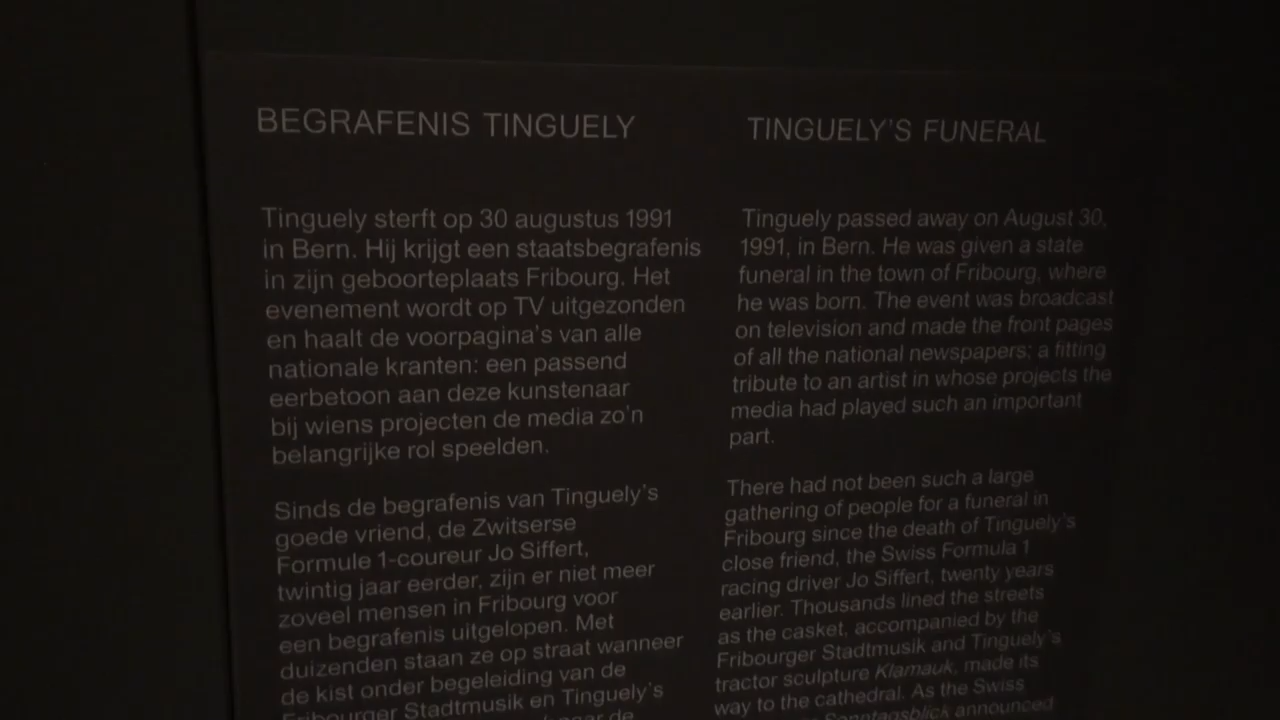 BEGRAFENIS TINGUELY
Tinguely sterft op 30 augustus 1991
in Bern. Hij krijgt een staatsbegrafenis
in zijn geboorteplaats Fribourg. Het
evenement wordt op TV uitgezonden
en haalt de voorpagina's van alle
nationale kranten: een passend
eerbetoon aan deze kunstenaar
bij wiens projecten de media zo'n
belangrijke rol speelden.
Sinds de begrafenis van Tinguely's
goede vriend, de Zwitserse
Formule 1-coureur Jo Siffert,
twintig jaar eerder, zijn er niet meer
zoveel mensen in Fribourg voor
een begrafenis uitgelopen. Met
duizenden staan ze op straat wanneer
de kist onder begeleiding van de
Fribourger Stadtmusik en Tinguely's
de
TINGUELY'S FUNERAL
Tinguely passed away on August 30,
1991, in Bern. He was given a state
funeral in the town of Fribourg, where
he was born. The event was broadcast
on television and made the front pages
of all the national newspapers; a fitting
tribute to an artist in whose projects the
media had played such an important
part.
There had not been such a large
gathering of people for a funeral in
Fribourg since the death of Tinguely's
close friend, the Swiss Formula 1
racing driver Jo Siffert, twenty years
earlier. Thousands lined the streets
as the casket, accompanied by the
Fribourger Stadtmusik and Tinguely's
tractor sculpture Klamauk, made its
way to the cathedral. As the Swiss
Sonntagsblick announced